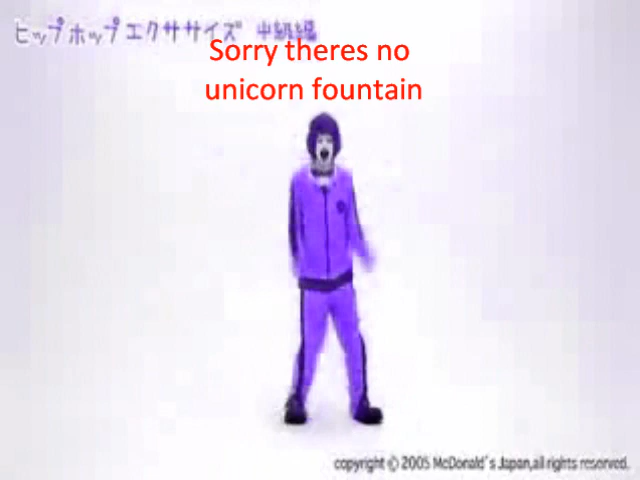 ヒップホップエクササイズ 中級編
Sorry theres no
unicorn fountain
copyright © 2005 McDonald's Japan,all rights reserved.